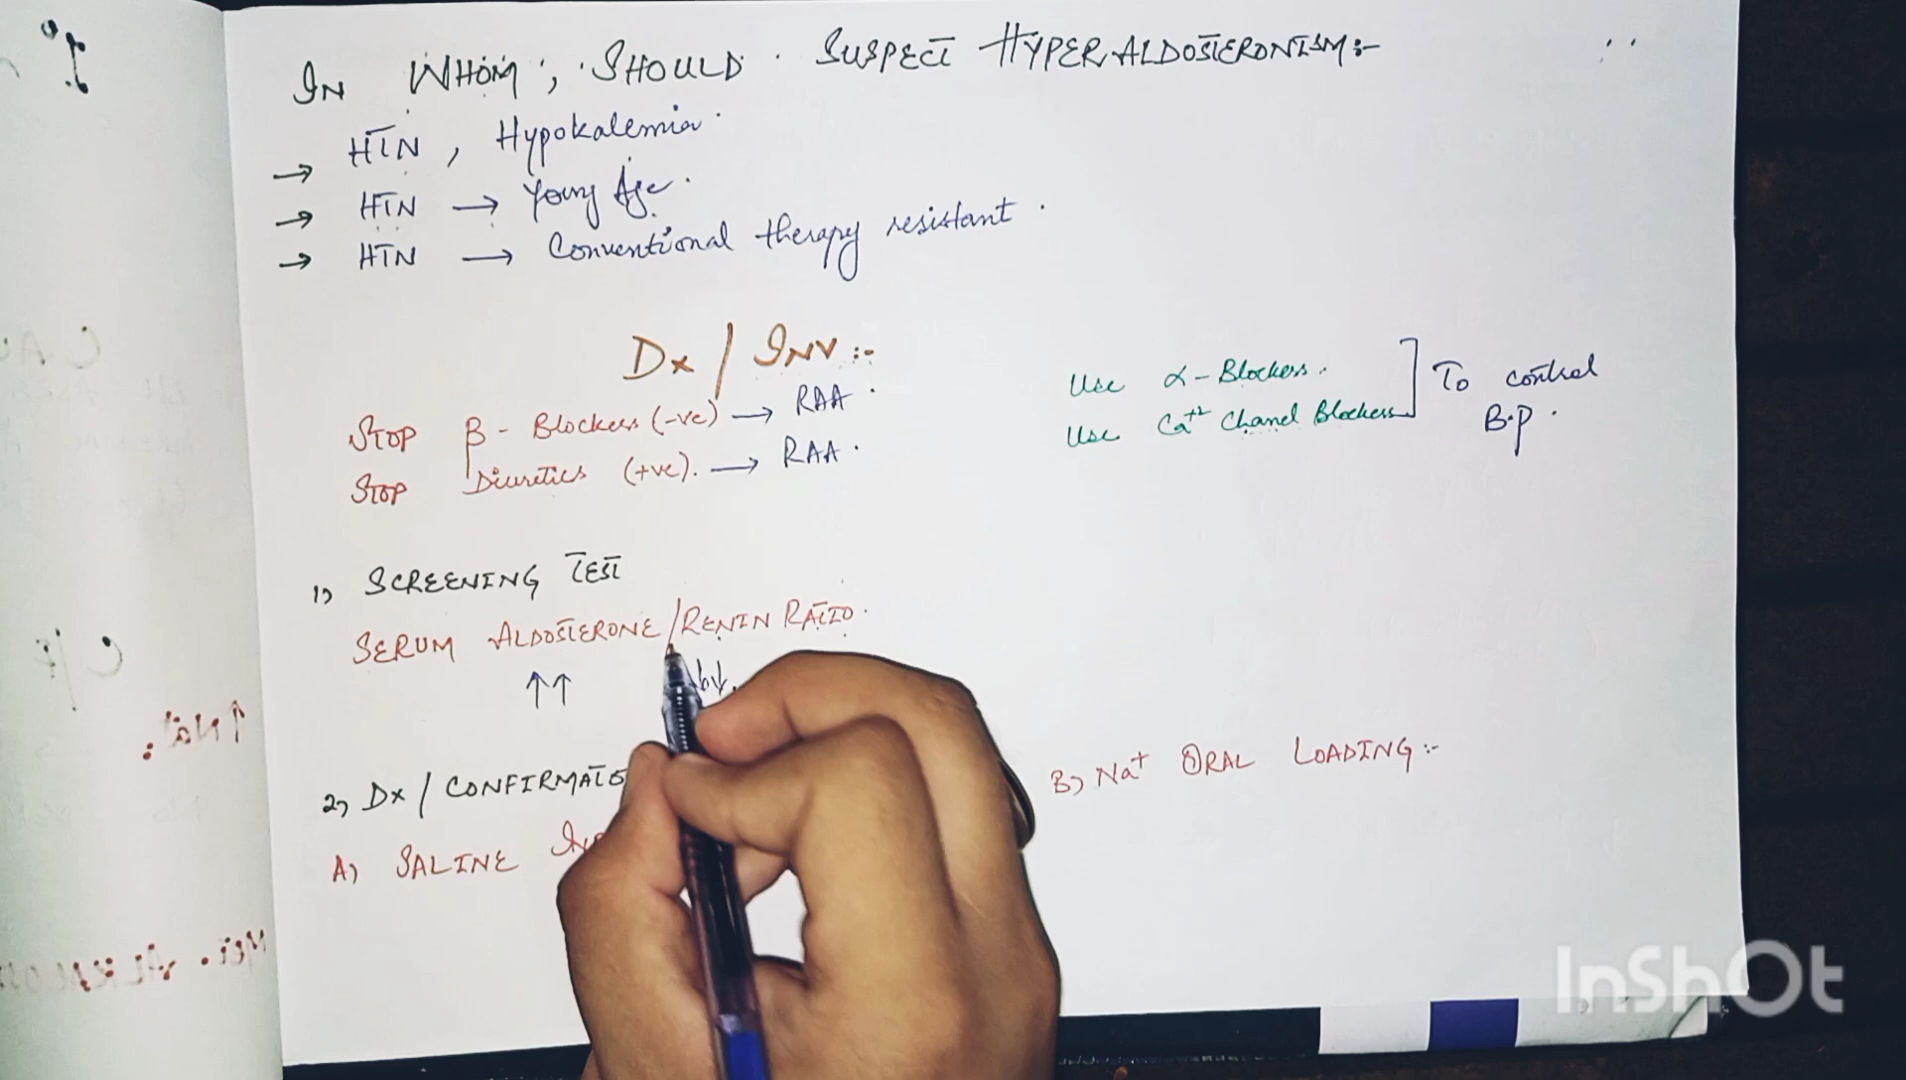 IN WHOM, SHOULD SUSPECT HYPERALDOSTERONISM:-
→ HTN, Hypokalemia.
→ HTN → Young Age.
→ HTN → Conventional therapy resistant.
Dx / INV:-
STOP β - Blockers (-ve) → RAA.
STOP Diuretics (+ve). → RAA.
Use α - Blockers.
Use Ca+2 Chanel Blockers
] To control
B.p.
1) SCREENING TEST
SERUM ALDOSTERONE/RENIN RATIO.
↑↑ ↓↓.
2) Dx / CONFIRMATO
A) SALINE
B) Na+ ORAL LOADING:-
InShOt